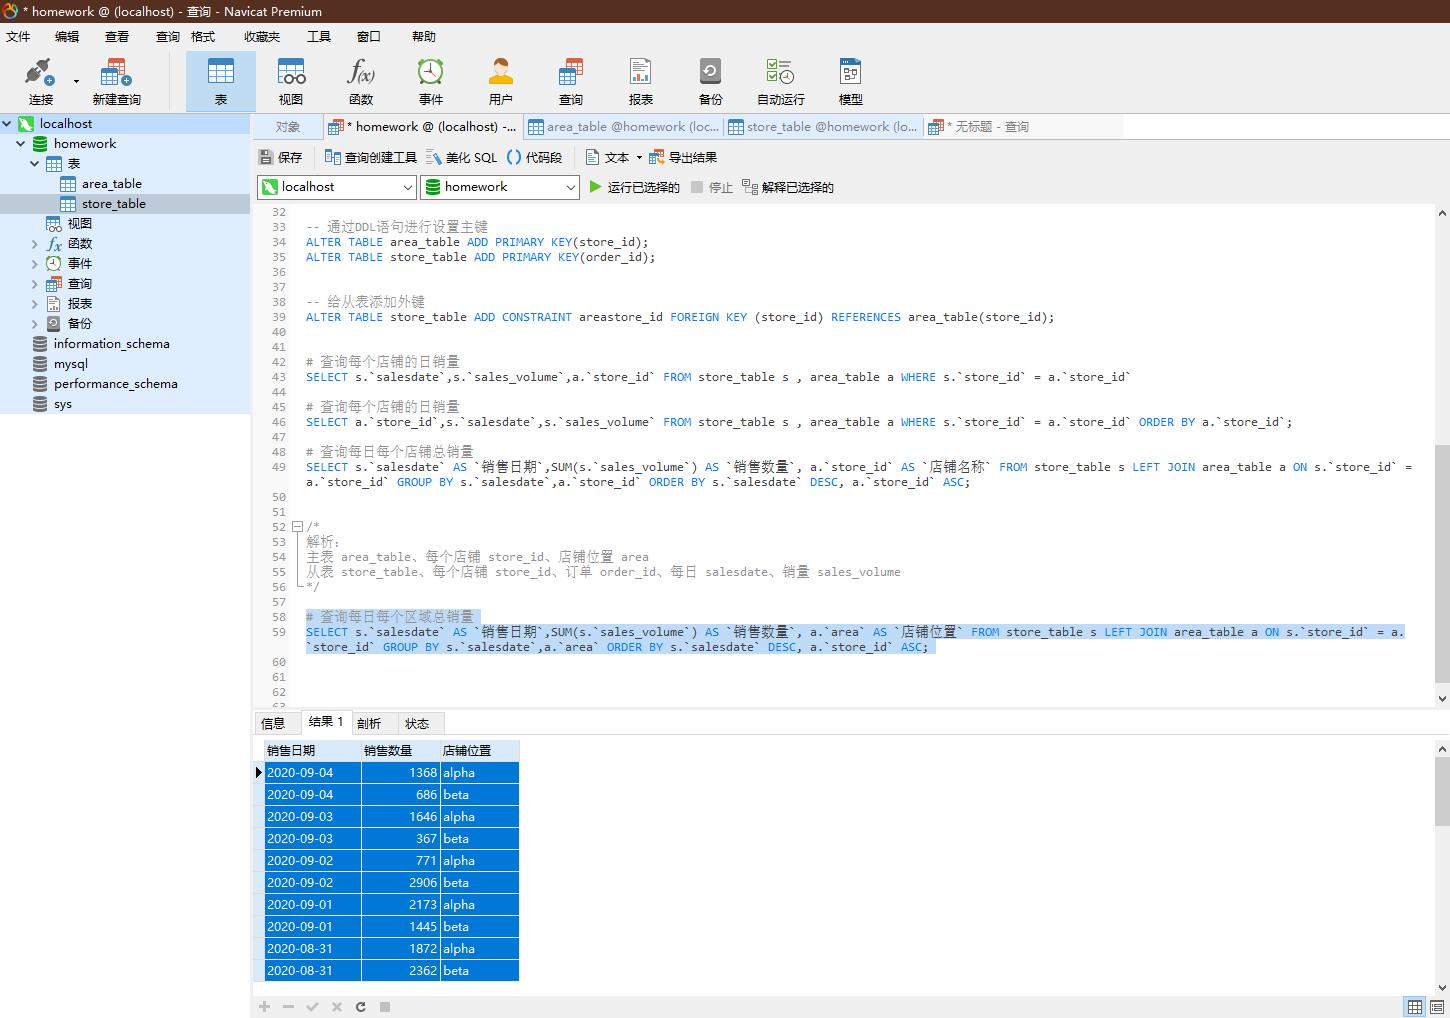 * homework @ (localhost) - 查询 - Navicat Premium
文件 编辑 查看 查询 格式 收藏夹 工具 窗口 帮助
连接 新建查询 表 视图 函数 事件 用户 查询 报表 备份 自动运行 模型
localhost
homework
表
area_table
store_table
视图
函数
事件
查询
报表
备份
information_schema
mysql
performance_schema
sys
对象 * homework @ (localhost) -... area_table @homework (loc... store_table @homework (lo... * 无标题 - 查询
保存 查询创建工具 美化 SQL 代码段 文本 导出结果
localhost homework 运行已选择的 停止 解释已选择的
32
33 -- 通过DDL语句进行设置主键
34 ALTER TABLE area_table ADD PRIMARY KEY(store_id);
35 ALTER TABLE store_table ADD PRIMARY KEY(order_id);
36
37
38 -- 给从表添加外键
39 ALTER TABLE store_table ADD CONSTRAINT areastore_id FOREIGN KEY (store_id) REFERENCES area_table(store_id);
40
41
42 # 查询每个店铺的日销量
43 SELECT s.`salesdate`,s.`sales_volume`,a.`store_id` FROM store_table s , area_table a WHERE s.`store_id` = a.`store_id`
44
45 # 查询每个店铺的日销量
46 SELECT a.`store_id`,s.`salesdate`,s.`sales_volume` FROM store_table s , area_table a WHERE s.`store_id` = a.`store_id` ORDER BY a.`store_id`;
47
48 # 查询每日每个店铺总销量
49 SELECT s.`salesdate` AS `销售日期`,SUM(s.`sales_volume`) AS `销售数量`, a.`store_id` AS `店铺名称` FROM store_table s LEFT JOIN area_table a ON s.`store_id` =
a.`store_id` GROUP BY s.`salesdate`,a.`store_id` ORDER BY s.`salesdate` DESC, a.`store_id` ASC;
50
51
52 /*
53 解析：
54 主表 area_table、每个店铺 store_id、店铺位置 area
55 从表 store_table、每个店铺 store_id、订单 order_id、每日 salesdate、销量 sales_volume
56 */
57
58 # 查询每日每个区域总销量
59 SELECT s.`salesdate` AS `销售日期`,SUM(s.`sales_volume`) AS `销售数量`, a.`area` AS `店铺位置` FROM store_table s LEFT JOIN area_table a ON s.`store_id` = a.
`store_id` GROUP BY s.`salesdate`,a.`area` ORDER BY s.`salesdate` DESC, a.`store_id` ASC;
60
61
62
63
信息 结果 1 剖析 状态
销售日期 销售数量 店铺位置
2020-09-04 1368 alpha
2020-09-04 686 beta
2020-09-03 1646 alpha
2020-09-03 367 beta
2020-09-02 771 alpha
2020-09-02 2906 beta
2020-09-01 2173 alpha
2020-09-01 1445 beta
2020-08-31 1872 alpha
2020-08-31 2362 beta